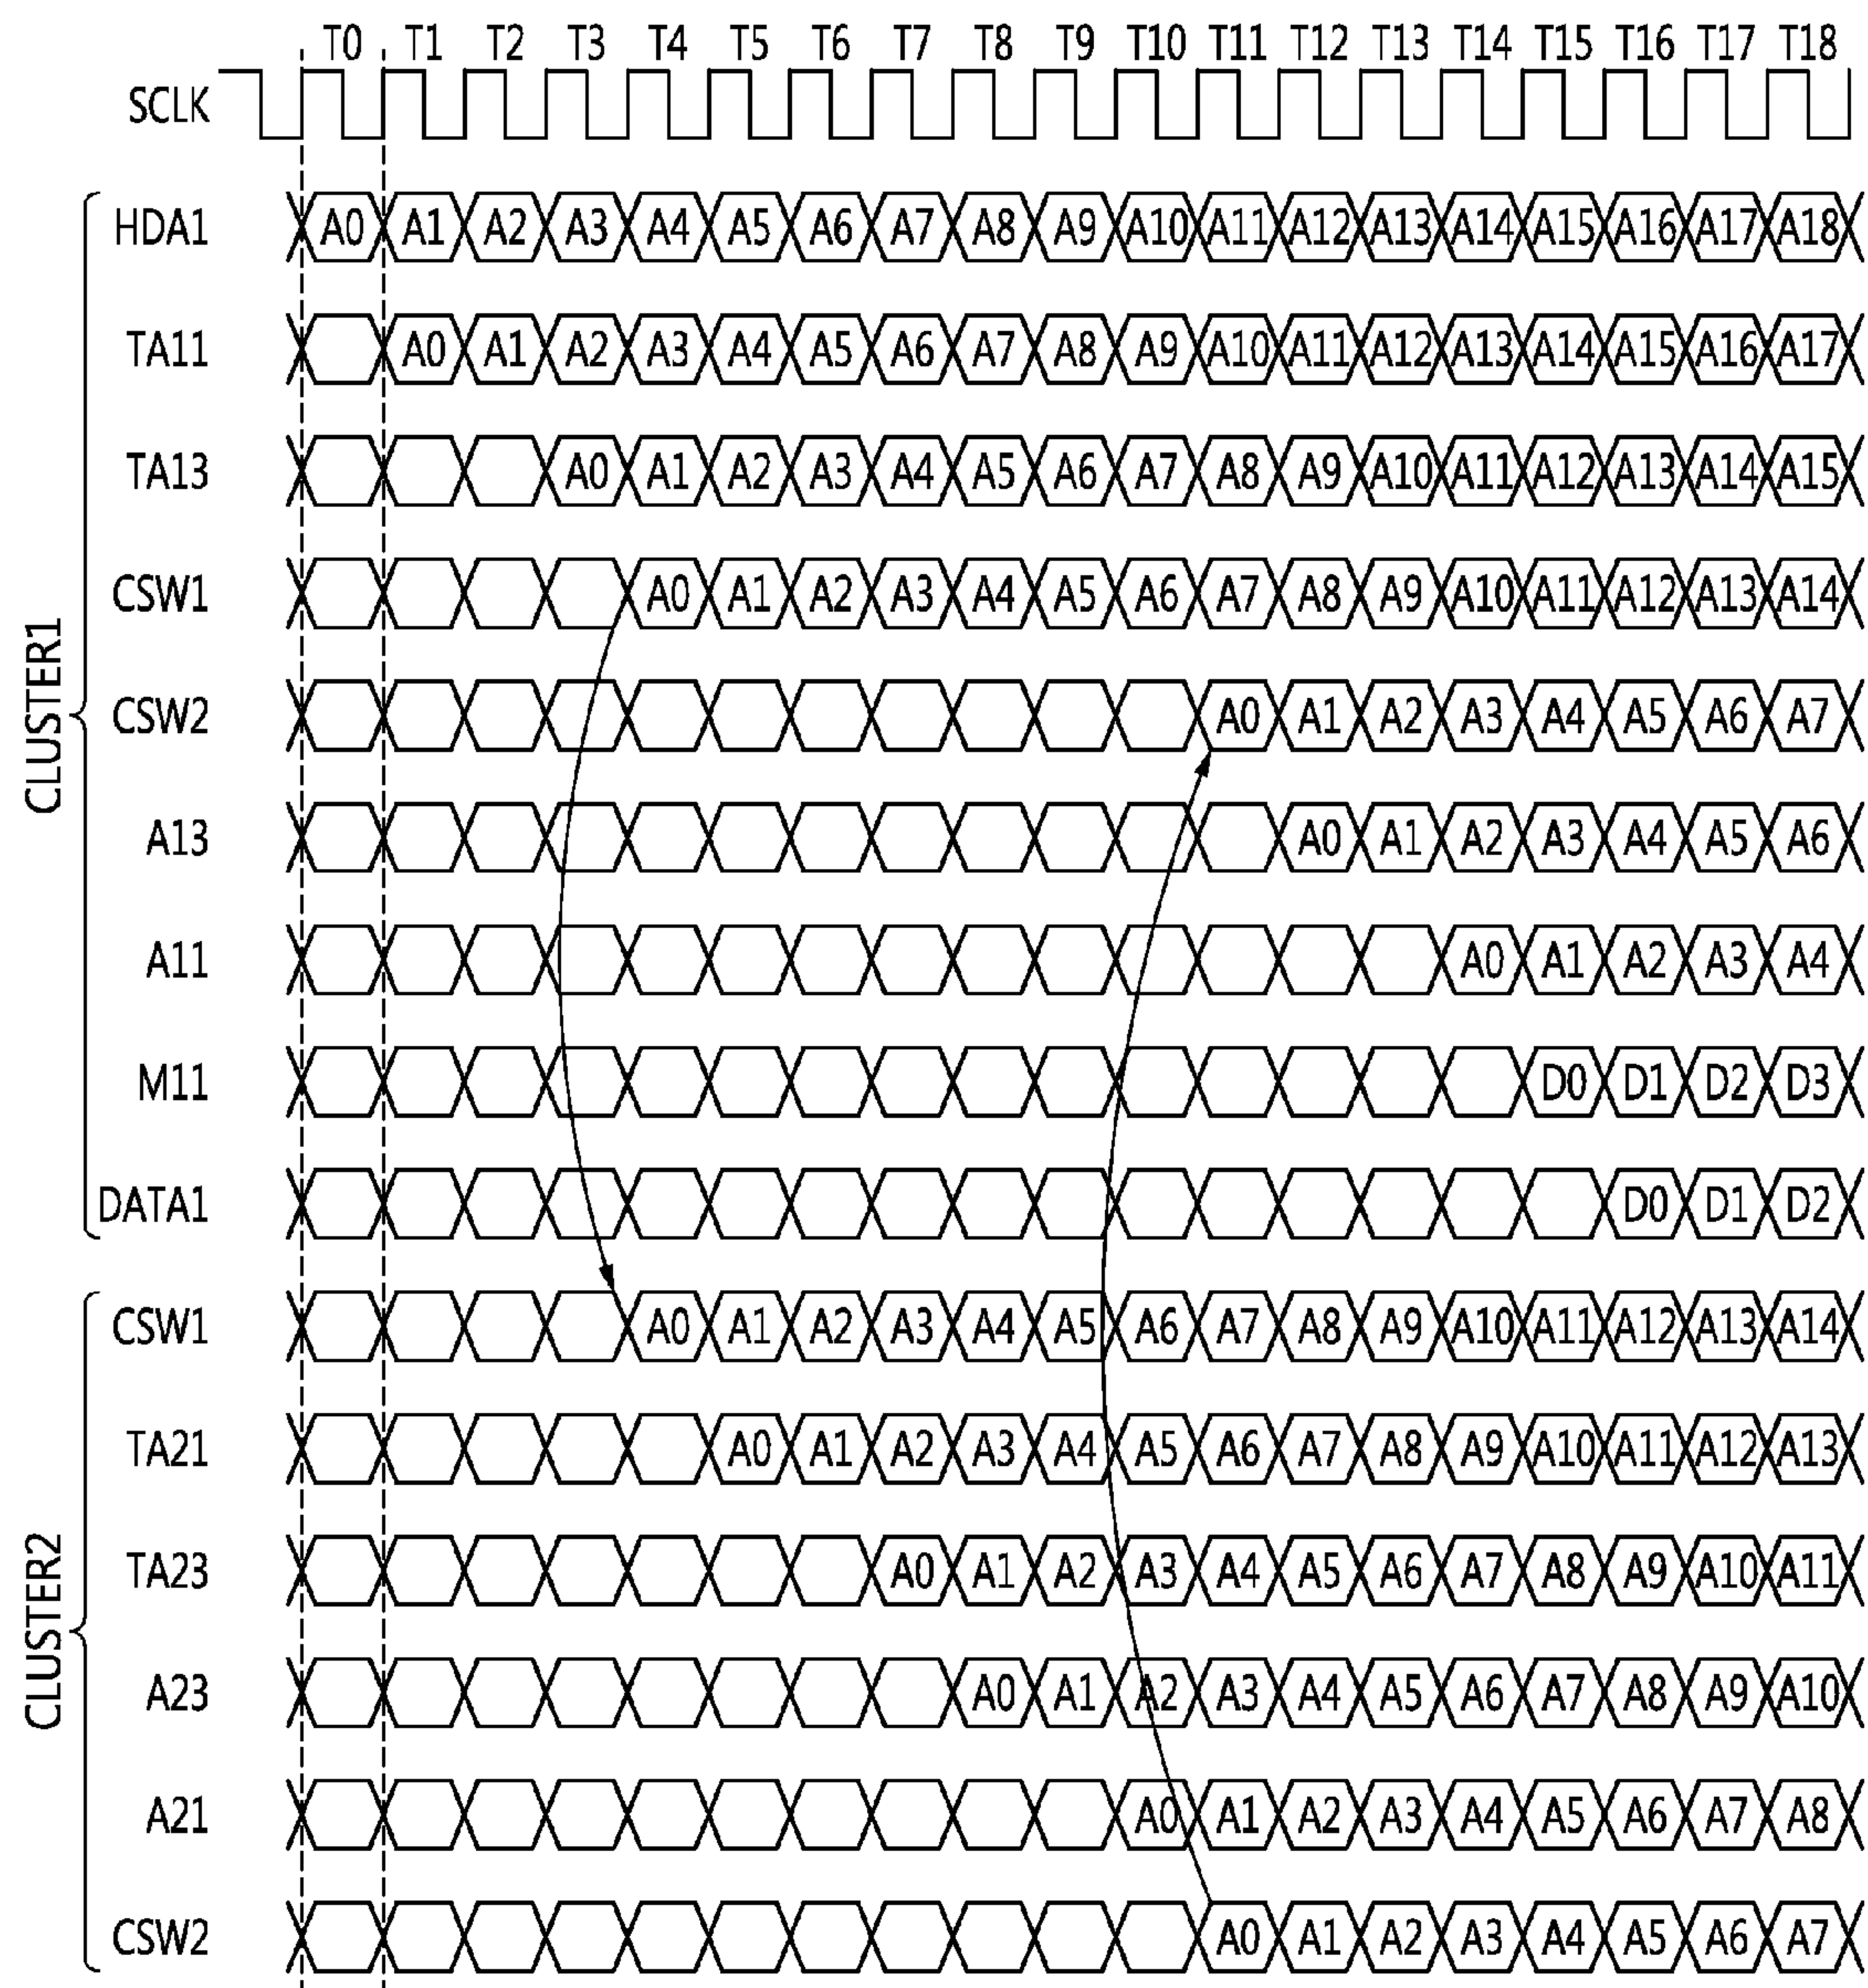 T0 T1 T2 T3 T4 T5 T6 T7 T8 T9 T10 T11 T12 T13 T14 T15 T16 T17 T18
SCLK
CLUSTER1
HDA1 A0 A1 A2 A3 A4 A5 A6 A7 A8 A9 A10 A11 A12 A13 A14 A15 A16 A17 A18
TA11 A0 A1 A2 A3 A4 A5 A6 A7 A8 A9 A10 A11 A12 A13 A14 A15 A16 A17
TA13 A0 A1 A2 A3 A4 A5 A6 A7 A8 A9 A10 A11 A12 A13 A14 A15
CSW1 A0 A1 A2 A3 A4 A5 A6 A7 A8 A9 A10 A11 A12 A13 A14
CSW2 A0 A1 A2 A3 A4 A5 A6 A7
A13 A0 A1 A2 A3 A4 A5 A6
A11 A0 A1 A2 A3 A4
M11 D0 D1 D2 D3
DATA1 D0 D1 D2
CLUSTER2
CSW1 A0 A1 A2 A3 A4 A5 A6 A7 A8 A9 A10 A11 A12 A13 A14
TA21 A0 A1 A2 A3 A4 A5 A6 A7 A8 A9 A10 A11 A12 A13
TA23 A0 A1 A2 A3 A4 A5 A6 A7 A8 A9 A10 A11
A23 A0 A1 A2 A3 A4 A5 A6 A7 A8 A9 A10
A21 A0 A1 A2 A3 A4 A5 A6 A7 A8
CSW2 A0 A1 A2 A3 A4 A5 A6 A7